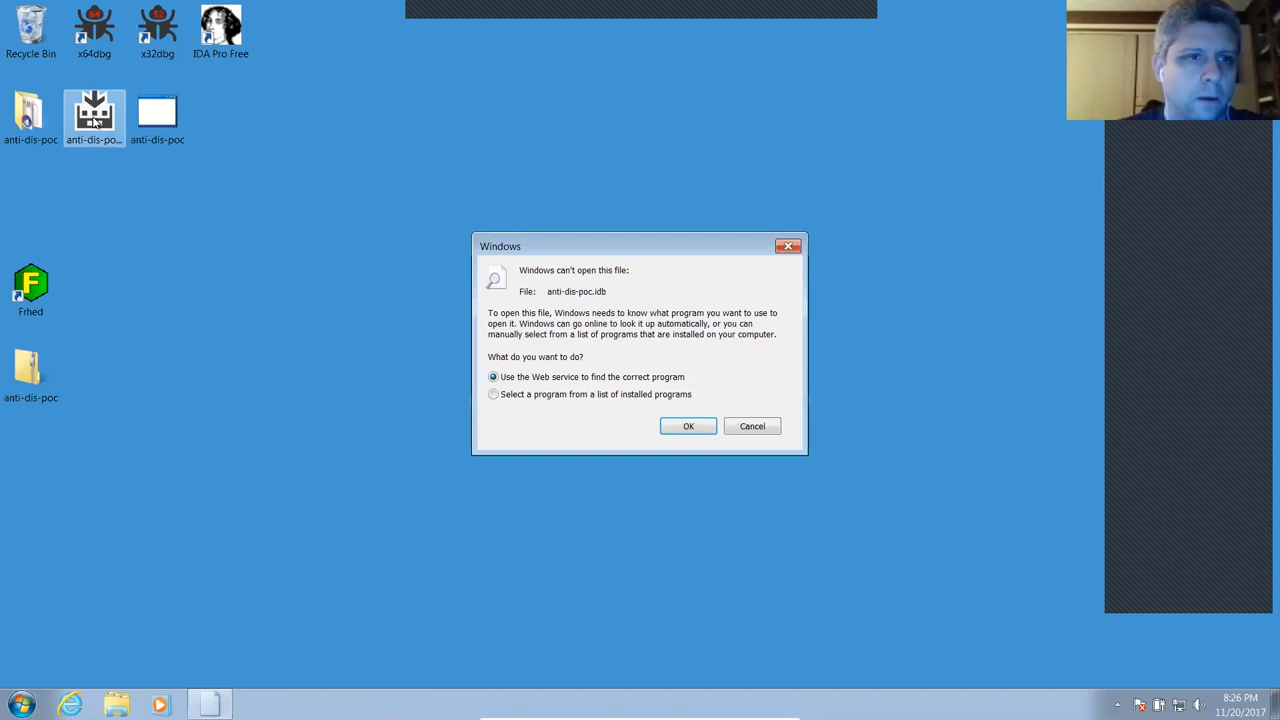 Recycle Bin
x64dbg
x32dbg
IDA Pro Free
anti-dis-poc
anti-dis-po...
anti-dis-poc
Frhed
anti-dis-poc
Windows
Windows can't open this file:
File: anti-dis-poc.idb
To open this file, Windows needs to know what program you want to use to
open it. Windows can go online to look it up automatically, or you can
manually select from a list of programs that are installed on your computer.
What do you want to do?
Use the Web service to find the correct program
Select a program from a list of installed programs
OK
Cancel
8:26 PM
11/20/2017